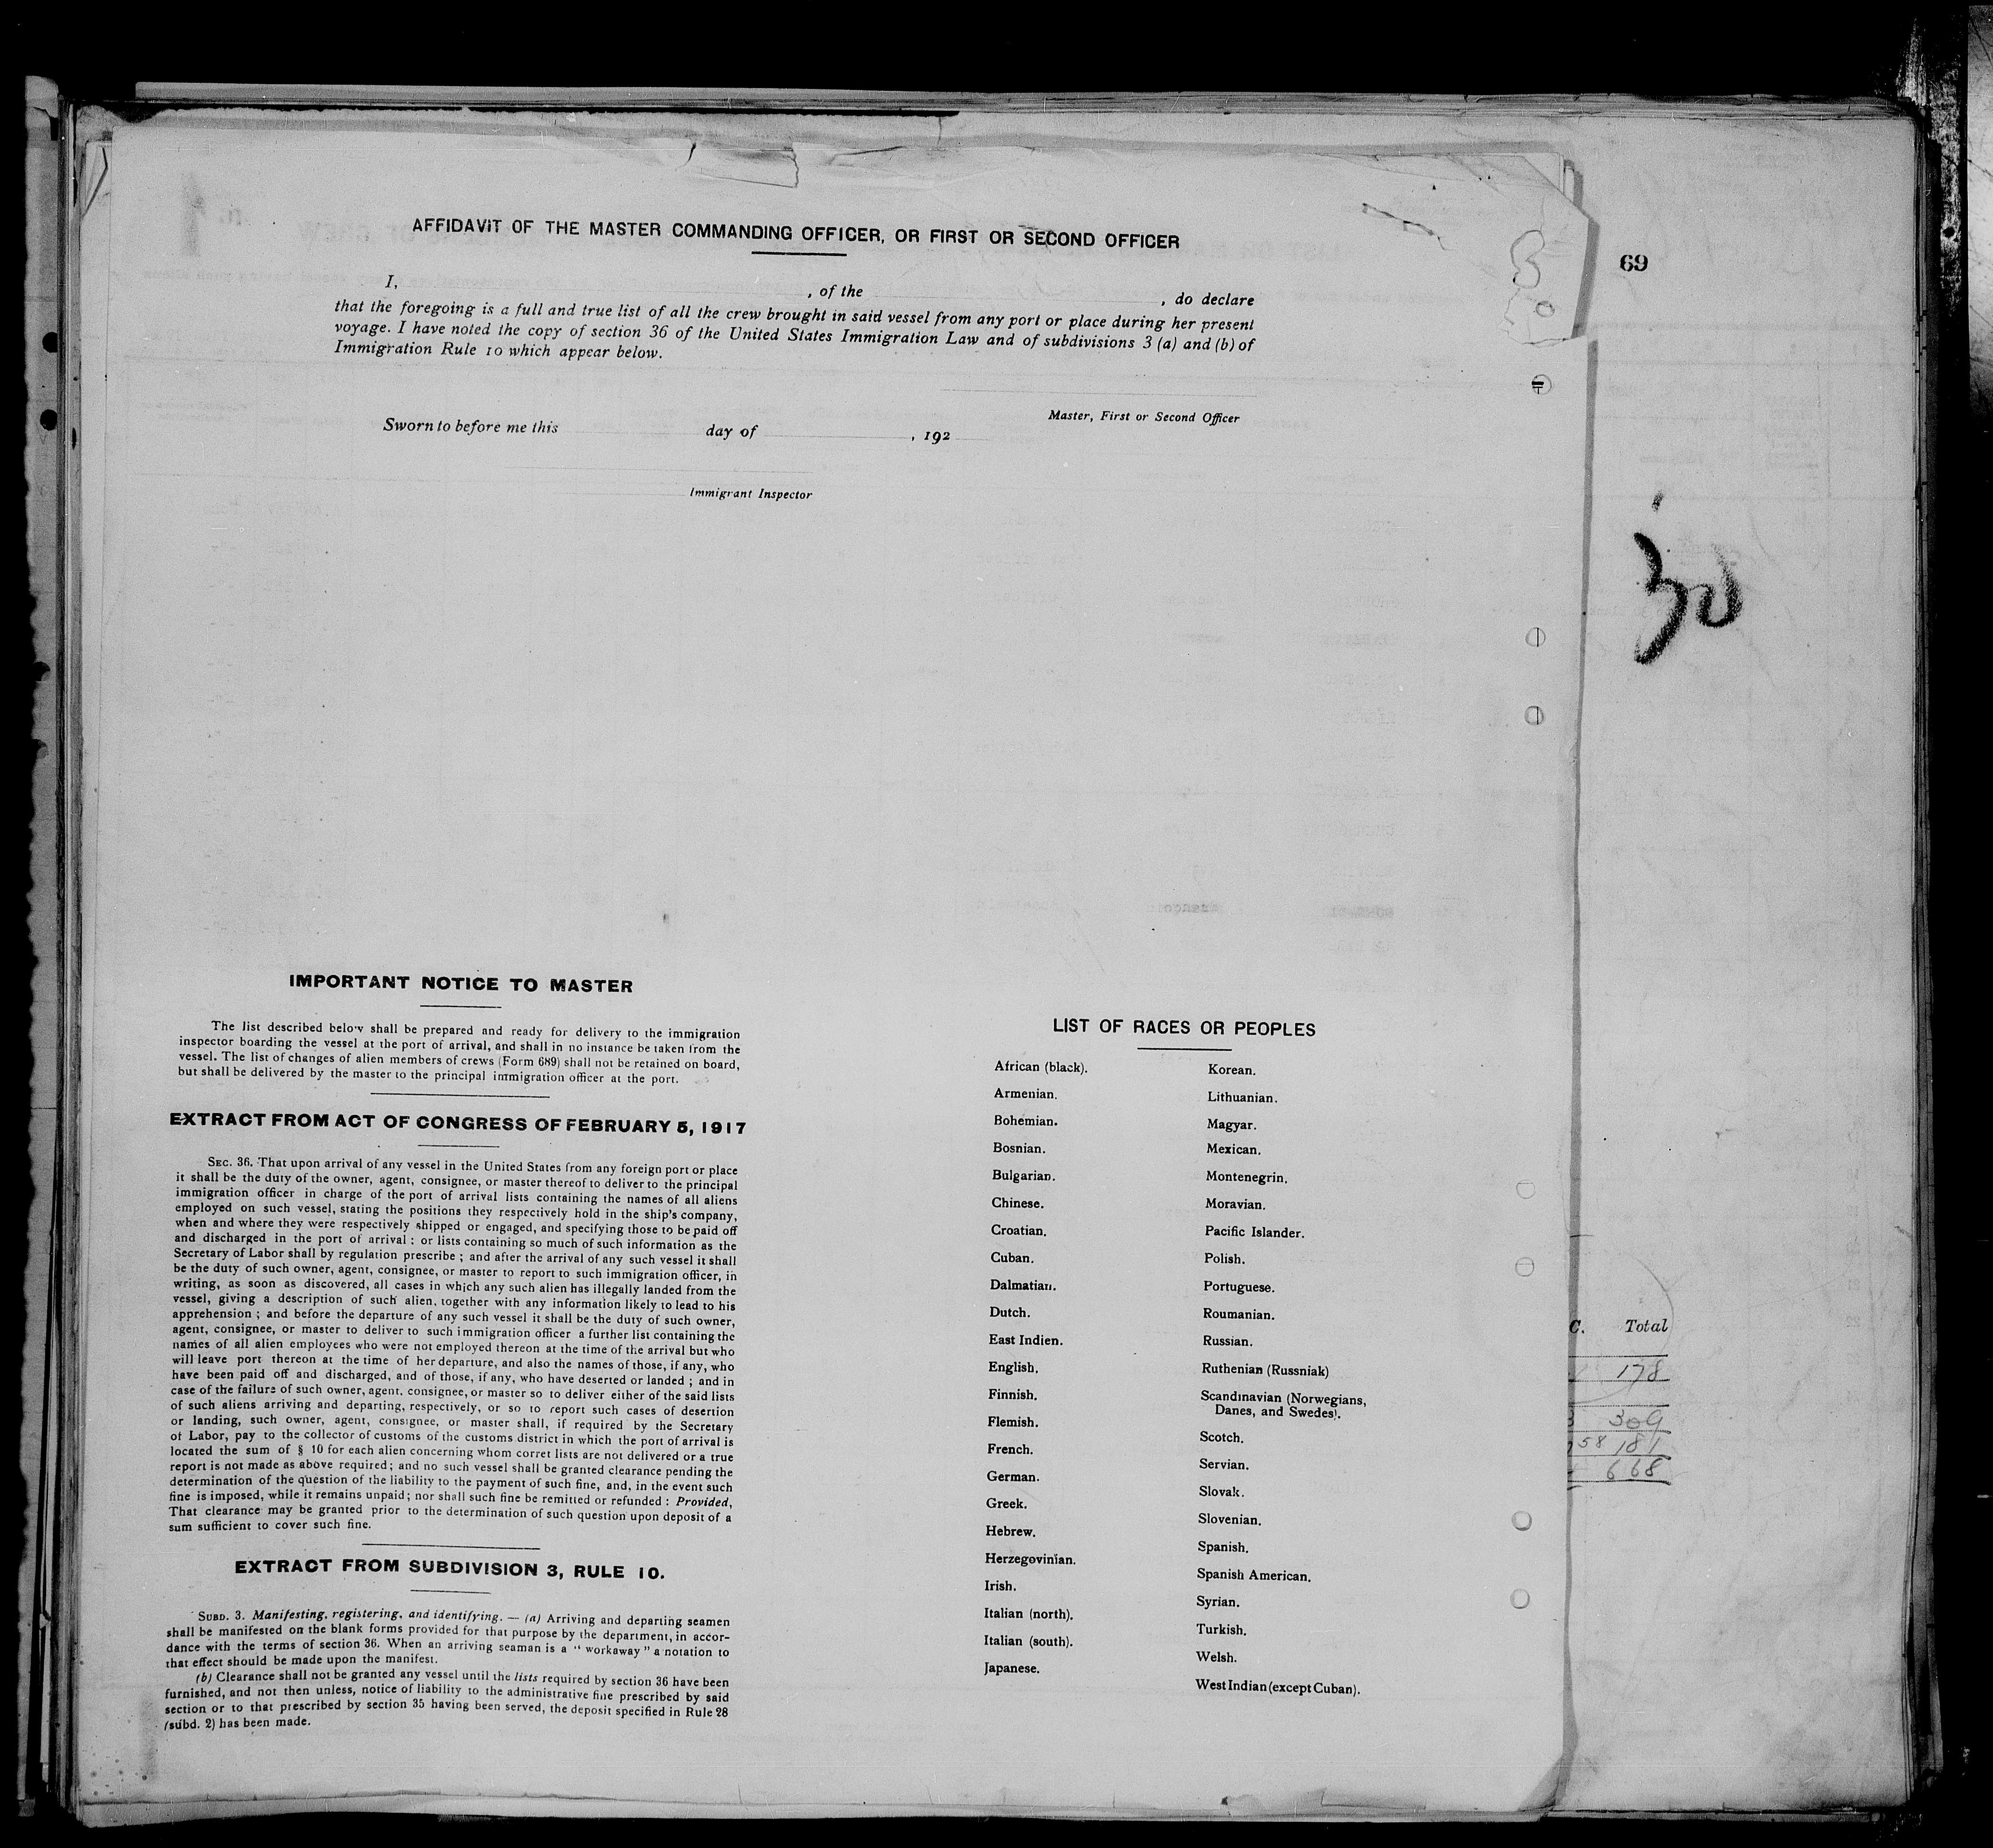 AFFIDAVIT OF THE MASTER COMMANDING OFFICER, OR FIRST OR SECOND OFFICER
I, , of the , do declare
that the foregoing is a full and true list of all the crew brought in said vessel from any port or place during her present
voyage. I have noted the copy of section 36 of the United States Immigration Law and of subdivisions 3 (a) and (b) of
Immigration Rule 10 which appear below.
Master, First or Second Officer
Sworn to before me this day of , 192
Immigrant Inspector
69
30
IMPORTANT NOTICE TO MASTER
The list described below shall be prepared and ready for delivery to the immigration
inspector boarding the vessel at the port of arrival, and shall in no instance be taken from the
vessel. The list of changes of alien members of crews (Form 689) shall not be retained on board,
but shall be delivered by the master to the principal immigration officer at the port.
EXTRACT FROM ACT OF CONGRESS OF FEBRUARY 5, 1917
SEC. 36. That upon arrival of any vessel in the United States from any foreign port or place
it shall be the duty of the owner, agent, consignee, or master thereof to deliver to the principal
immigration officer in charge of the port of arrival lists containing the names of all aliens
employed on such vessel, stating the positions they respectively hold in the ship's company,
when and where they were respectively shipped or engaged, and specifying those to be paid off
and discharged in the port of arrival : or lists containing so much of such information as the
Secretary of Labor shall by regulation prescribe ; and after the arrival of any such vessel it shall
be the duty of such owner, agent, consignee, or master to report to such immigration officer, in
writing, as soon as discovered, all cases in which any such alien has illegally landed from the
vessel, giving a description of such alien, together with any information likely to lead to his
apprehension ; and before the departure of any such vessel it shall be the duty of such owner,
agent, consignee, or master to deliver to such immigration officer a further list containing the
names of all alien employees who were not employed thereon at the time of the arrival but who
will leave port thereon at the time of her departure, and also the names of those, if any, who
have been paid off and discharged, and of those, if any, who have deserted or landed ; and in
case of the failure of such owner, agent, consignee, or master so to deliver either of the said lists
of such aliens arriving and departing, respectively, or so to report such cases of desertion
or landing, such owner, agent, consignee, or master shall, if required by the Secretary
of Labor, pay to the collector of customs of the customs district in which the port of arrival is
located the sum of § 10 for each alien concerning whom corret lists are not delivered or a true
report is not made as above required; and no such vessel shall be granted clearance pending the
determination of the question of the liability to the payment of such fine, and, in the event such
fine is imposed, while it remains unpaid; nor shall such fine be remitted or refunded : Provided,
That clearance may be granted prior to the determination of such question upon deposit of a
sum sufficient to cover such fine.
EXTRACT FROM SUBDIVISION 3, RULE 10.
SUBD. 3. Manifesting, registering, and identifying. — (a) Arriving and departing seamen
shall be manifested on the blank forms provided for that purpose by the department, in accor-
dance with the terms of section 36. When an arriving seaman is a " workaway " a notation to
that effect should be made upon the manifest.
(b) Clearance shall not be granted any vessel until the lists required by section 36 have been
furnished, and not then unless, notice of liability to the administrative fine prescribed by said
section or to that prescribed by section 35 having been served, the deposit specified in Rule 28
(subd. 2) has been made.
LIST OF RACES OR PEOPLES
African (black).
Armenian.
Bohemian.
Bosnian.
Bulgarian.
Chinese.
Croatian.
Cuban.
Dalmatian.
Dutch.
East Indien.
English.
Finnish.
Flemish.
French.
German.
Greek.
Hebrew.
Herzegovinian.
Irish.
Italian (north).
Italian (south).
Japanese.
Korean.
Lithuanian.
Magyar.
Mexican.
Montenegrin.
Moravian.
Pacific Islander.
Polish.
Portuguese.
Roumanian.
Russian.
Ruthenian (Russniak)
Scandinavian (Norwegians,
Danes, and Swedes).
Scotch.
Servian.
Slovak.
Slovenian.
Spanish.
Spanish American.
Syrian.
Turkish.
Welsh.
West Indian (except Cuban).
C. Total
178
309
58 181
668